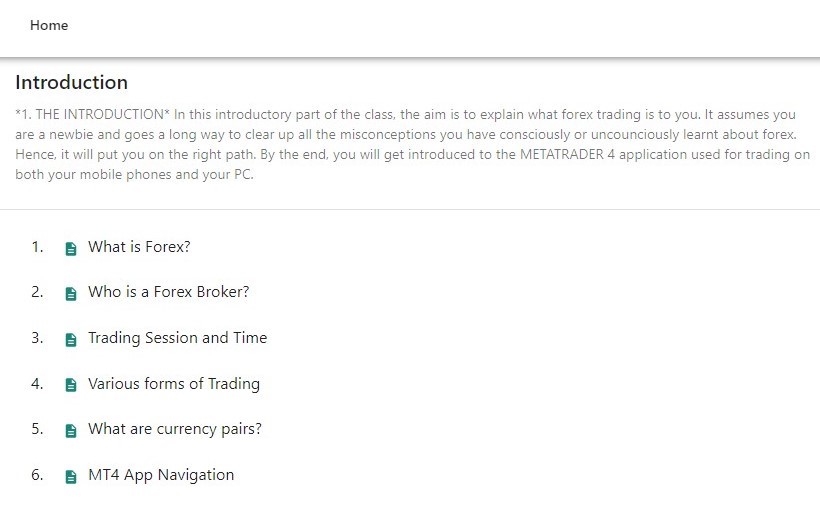 Home
Introduction
*1. THE INTRODUCTION* In this introductory part of the class, the aim is to explain what forex trading is to you. It assumes you
are a newbie and goes a long way to clear up all the misconceptions you have consciously or uncounciously learnt about forex.
Hence, it will put you on the right path. By the end, you will get introduced to the METATRADER 4 application used for trading on
both your mobile phones and your PC.
1. What is Forex?
2. Who is a Forex Broker?
3. Trading Session and Time
4. Various forms of Trading
5. What are currency pairs?
6. MT4 App Navigation